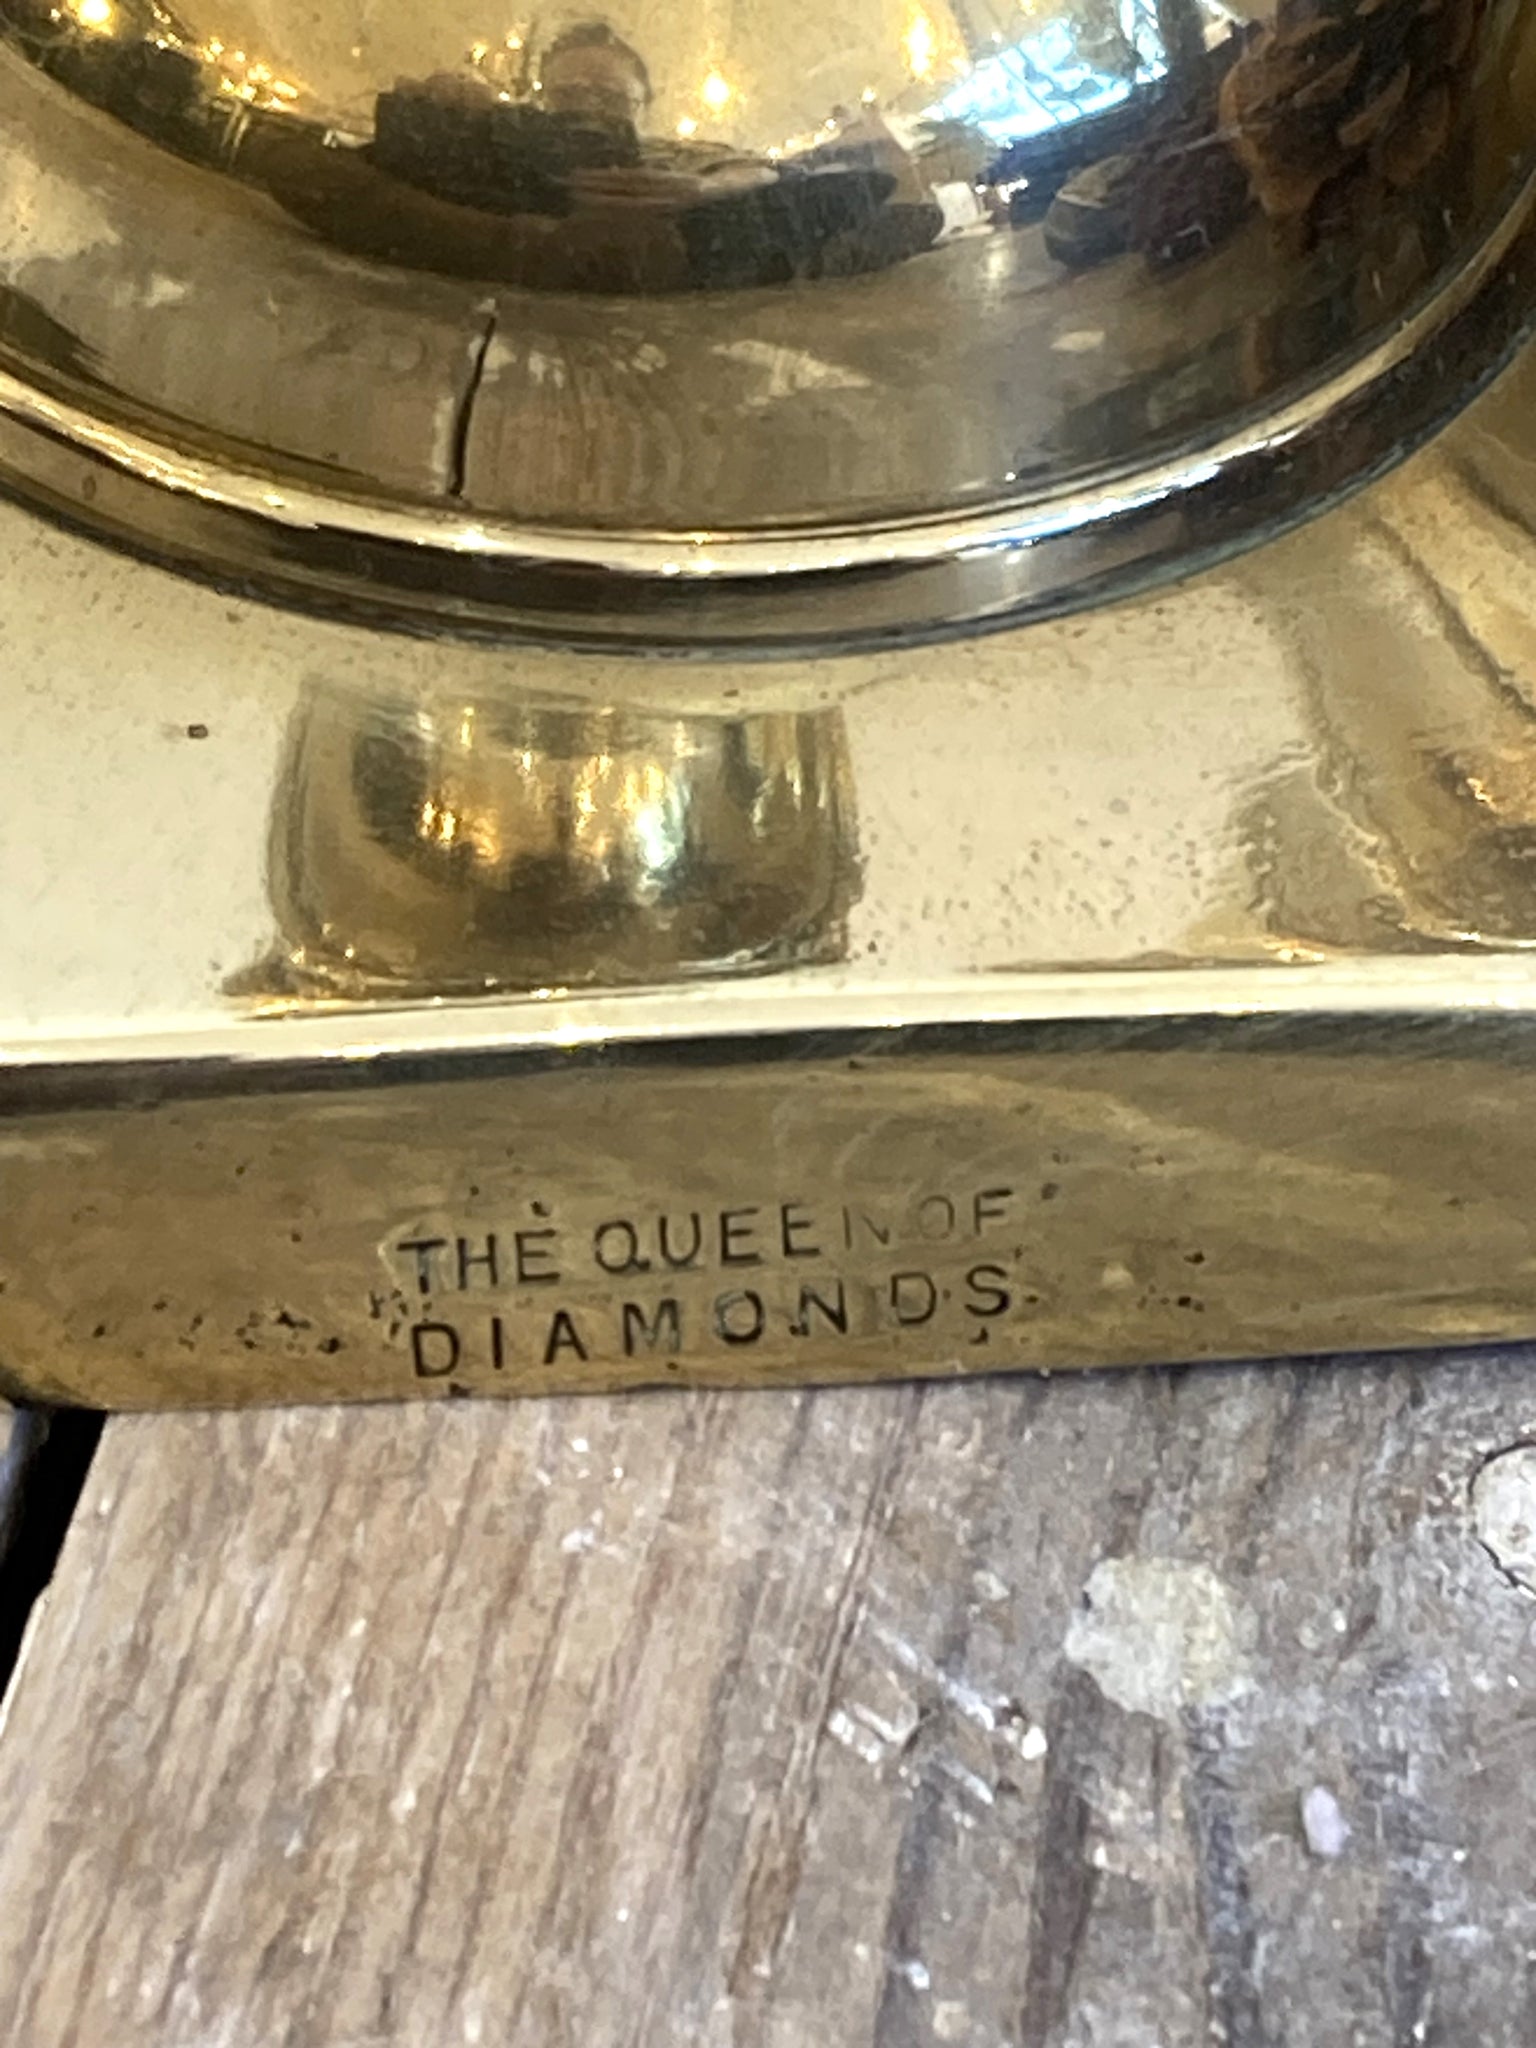 THE QUEEN OF
DIAMONDS